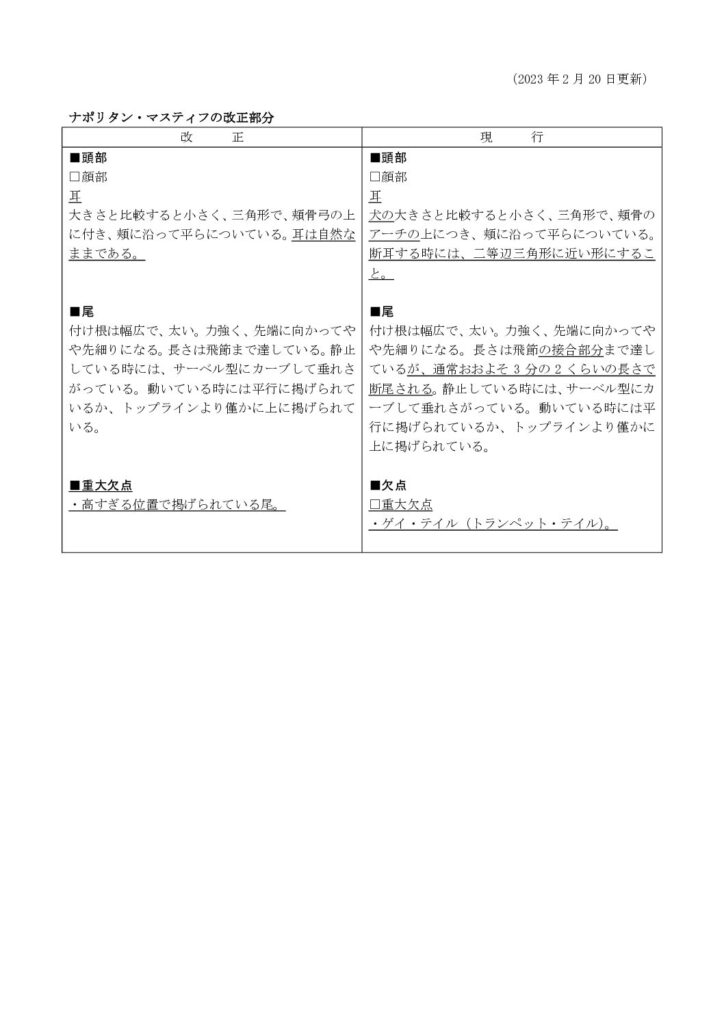 （2023 年 2 月 20 日更新）
ナポリタン・マスティフの改正部分
改　　　正
■頭部
□顔部
耳
大きさと比較すると小さく、三角形で、頬骨弓の上
に付き、頬に沿って平らについている。耳は自然な
ままである。
■尾
付け根は幅広で、太い。力強く、先端に向かってや
や先細りになる。長さは飛節まで達している。静止
している時には、サーベル型にカーブして垂れさ
がっている。動いている時には平行に掲げられて
いるか、トップラインより僅かに上に掲げられて
いる。
■重大欠点
・高すぎる位置で掲げられている尾。
現　　　行
■頭部
□顔部
耳
犬の大きさと比較すると小さく、三角形で、頬骨の
アーチの上につき、頬に沿って平らについている。
断耳する時には、二等辺三角形に近い形にするこ
と。
■尾
付け根は幅広で、太い。力強く、先端に向かってや
や先細りになる。長さは飛節の接合部分まで達し
ているが、通常おおよそ 3 分の 2 くらいの長さで
断尾される。静止している時には、サーベル型にカ
ーブして垂れさがっている。動いている時には平
行に掲げられているか、トップラインより僅かに
上に掲げられている。
■欠点
□重大欠点
・ゲイ・テイル（トランペット・テイル）。